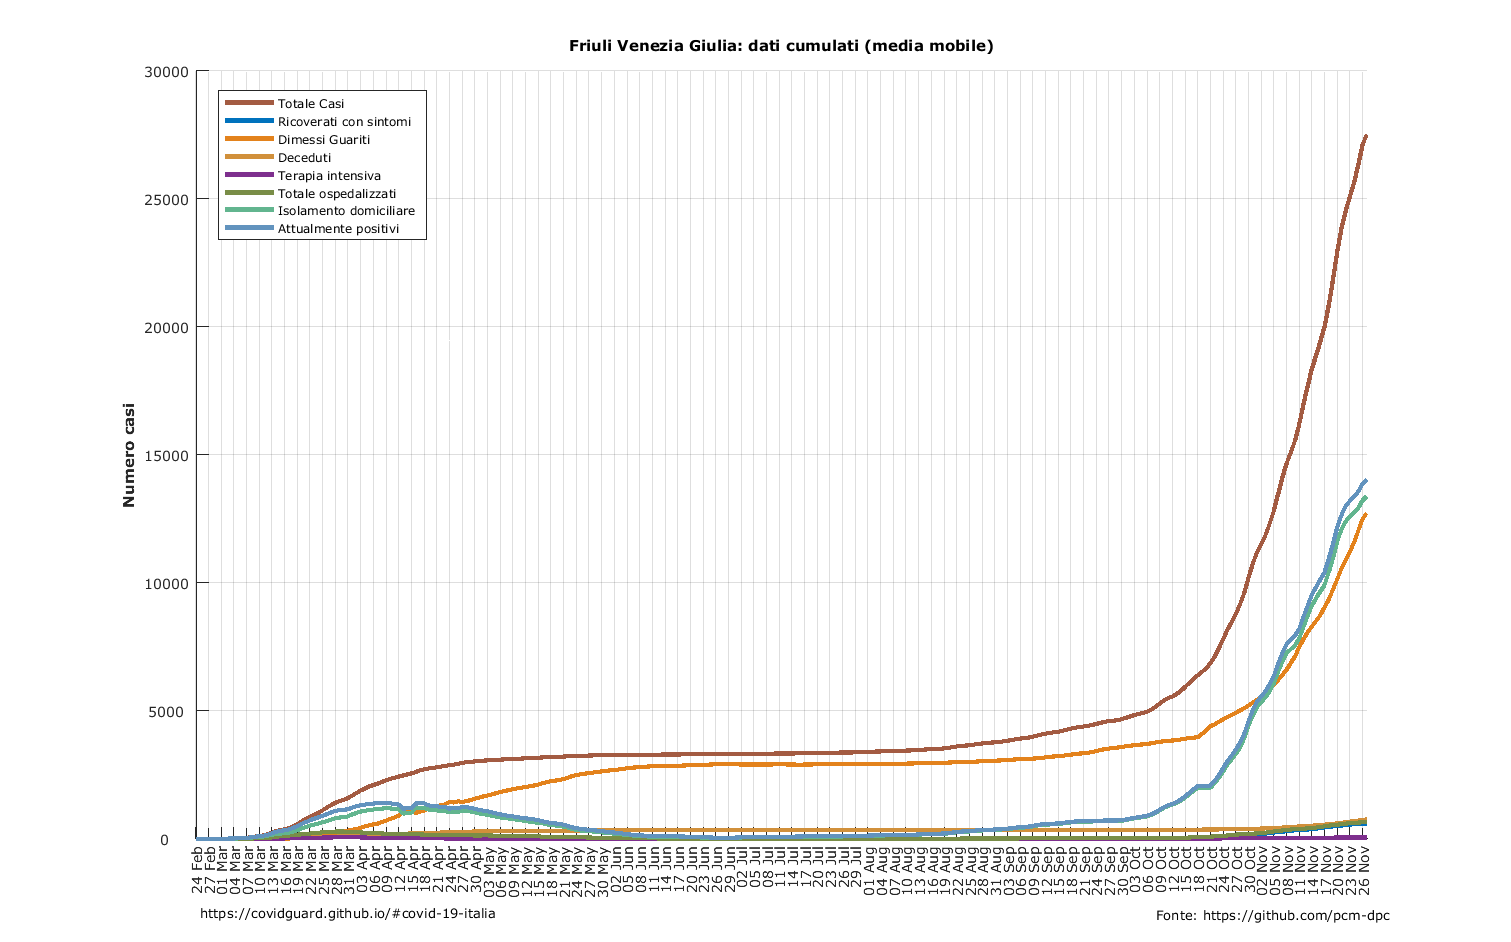 Friuli Venezia Giulia: dati cumulati (media mobile)
30000
25000
20000
15000
10000
5000
0
Numero casi
Totale Casi
Ricoverati con sintomi
Dimessi Guariti
Deceduti
Terapia intensiva
Totale ospedalizzati
Isolamento domiciliare
Attualmente positivi
24 Feb
27 Feb
01 Mar
04 Mar
07 Mar
10 Mar
13 Mar
16 Mar
19 Mar
22 Mar
25 Mar
28 Mar
31 Mar
03 Apr
06 Apr
09 Apr
12 Apr
15 Apr
18 Apr
21 Apr
24 Apr
27 Apr
30 Apr
03 May
06 May
09 May
12 May
15 May
18 May
21 May
24 May
27 May
30 May
02 Jun
05 Jun
08 Jun
11 Jun
14 Jun
17 Jun
20 Jun
23 Jun
26 Jun
29 Jun
02 Jul
05 Jul
08 Jul
11 Jul
14 Jul
17 Jul
20 Jul
23 Jul
26 Jul
29 Jul
01 Aug
04 Aug
07 Aug
10 Aug
13 Aug
16 Aug
19 Aug
22 Aug
25 Aug
28 Aug
31 Aug
03 Sep
06 Sep
09 Sep
12 Sep
15 Sep
18 Sep
21 Sep
24 Sep
27 Sep
30 Sep
03 Oct
06 Oct
09 Oct
12 Oct
15 Oct
18 Oct
21 Oct
24 Oct
27 Oct
30 Oct
02 Nov
05 Nov
08 Nov
11 Nov
14 Nov
17 Nov
20 Nov
23 Nov
26 Nov
https://covidguard.github.io/#covid-19-italia
Fonte: https://github.com/pcm-dpc